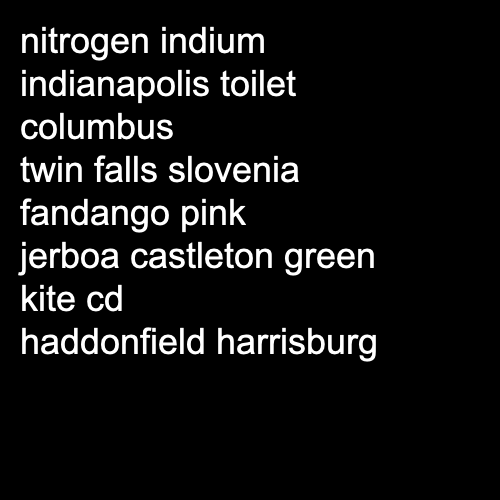 nitrogen indium
indianapolis toilet
columbus
twin falls slovenia
fandango pink
jerboa castleton green
kite cd
haddonfield harrisburg